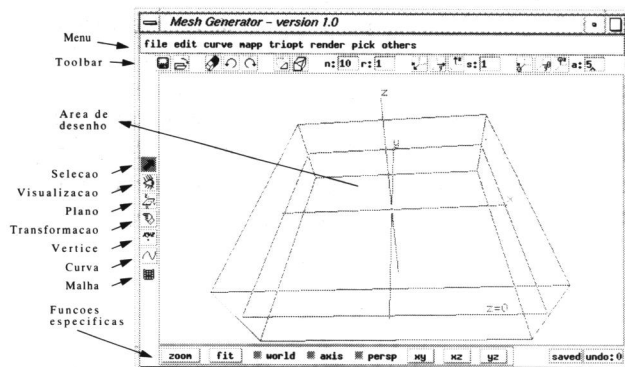 Mesh Generator – version 1.0
Menu
file edit curve mapp triopt render pick others
Toolbar
n: 10 r: 1 s: 1 a: 5
Area de
desenho
z
y
x
z=0
Selecao
Visualizacao
Plano
Transformacao
Vertice
Curva
Malha
Funcoes
especificas
zoom fit world axis persp xy xz yz saved undo: 0